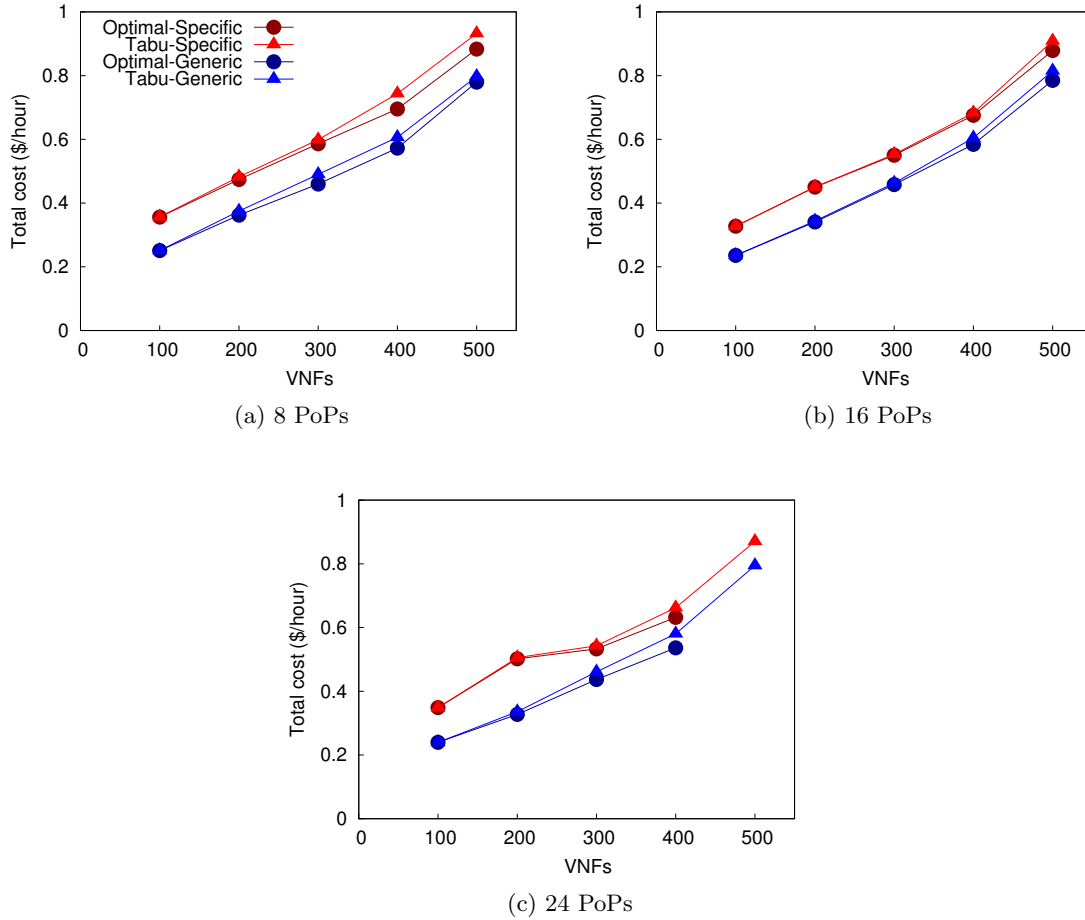 Optimal-Specific
Tabu-Specific
Optimal-Generic
Tabu-Generic
Total cost ($/hour)
1
0.8
0.6
0.4
0.2
0
0 100 200 300 400 500
VNFs
(a) 8 PoPs
Total cost ($/hour)
1
0.8
0.6
0.4
0.2
0
0 100 200 300 400 500
VNFs
(b) 16 PoPs
Total cost ($/hour)
1
0.8
0.6
0.4
0.2
0
0 100 200 300 400 500
VNFs
(c) 24 PoPs